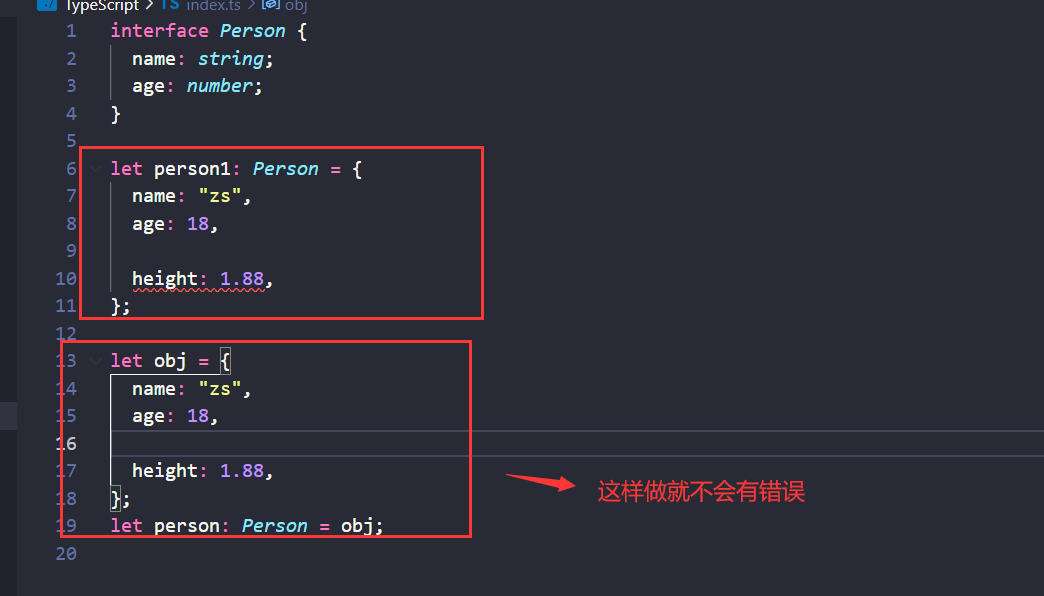 TypeScript > TS index.ts > obj
1 interface Person {
2 name: string;
3 age: number;
4 }
5
6 let person1: Person = {
7 name: "zs",
8 age: 18,
9
10 height: 1.88,
11 };
12
13 let obj = {
14 name: "zs",
15 age: 18,
16
17 height: 1.88,
18 };
这样做就不会有错误
19 let person: Person = obj;
20